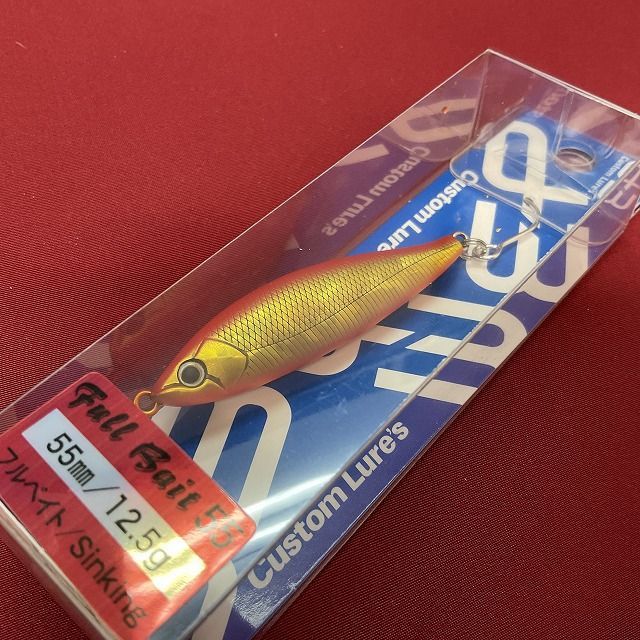 Full Bait 55
55mm/12.5g
フルベイト/Sinking
Custom Lure's
Custom Lure's
Custom Lure's